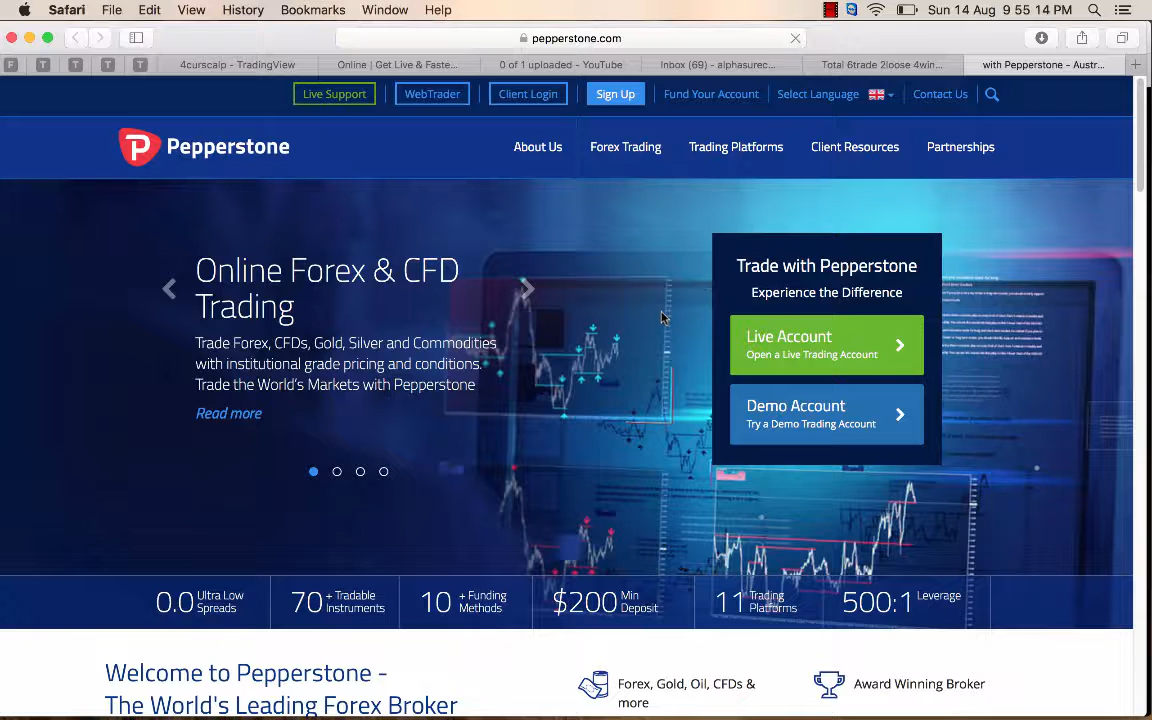 Safari File Edit View History Bookmarks Window Help Sun 14 Aug 9 55 14 PM
pepperstone.com
F T T T T 4curscalp - TradingView Online | Get Live & Faste... 0 of 1 uploaded - YouTube Inbox (69) - alphasurec... Total 6trade 2loose 4win... with Pepperstone - Austr...
Live Support WebTrader Client Login Sign Up Fund Your Account Select Language Contact Us
P Pepperstone About Us Forex Trading Trading Platforms Client Resources Partnerships
Online Forex & CFD
Trading
Trade Forex, CFDs, Gold, Silver and Commodities
with institutional grade pricing and conditions.
Trade the World's Markets with Pepperstone
Read more
Trade with Pepperstone
Experience the Difference
Live Account
Open a Live Trading Account
Demo Account
Try a Demo Trading Account
0.0 Ultra Low Spreads
70 + Tradable Instruments
10 + Funding Methods
$200 Min Deposit
11 Trading Platforms
500:1 Leverage
Welcome to Pepperstone -
The World's Leading Forex Broker
Forex, Gold, Oil, CFDs &
more
Award Winning Broker